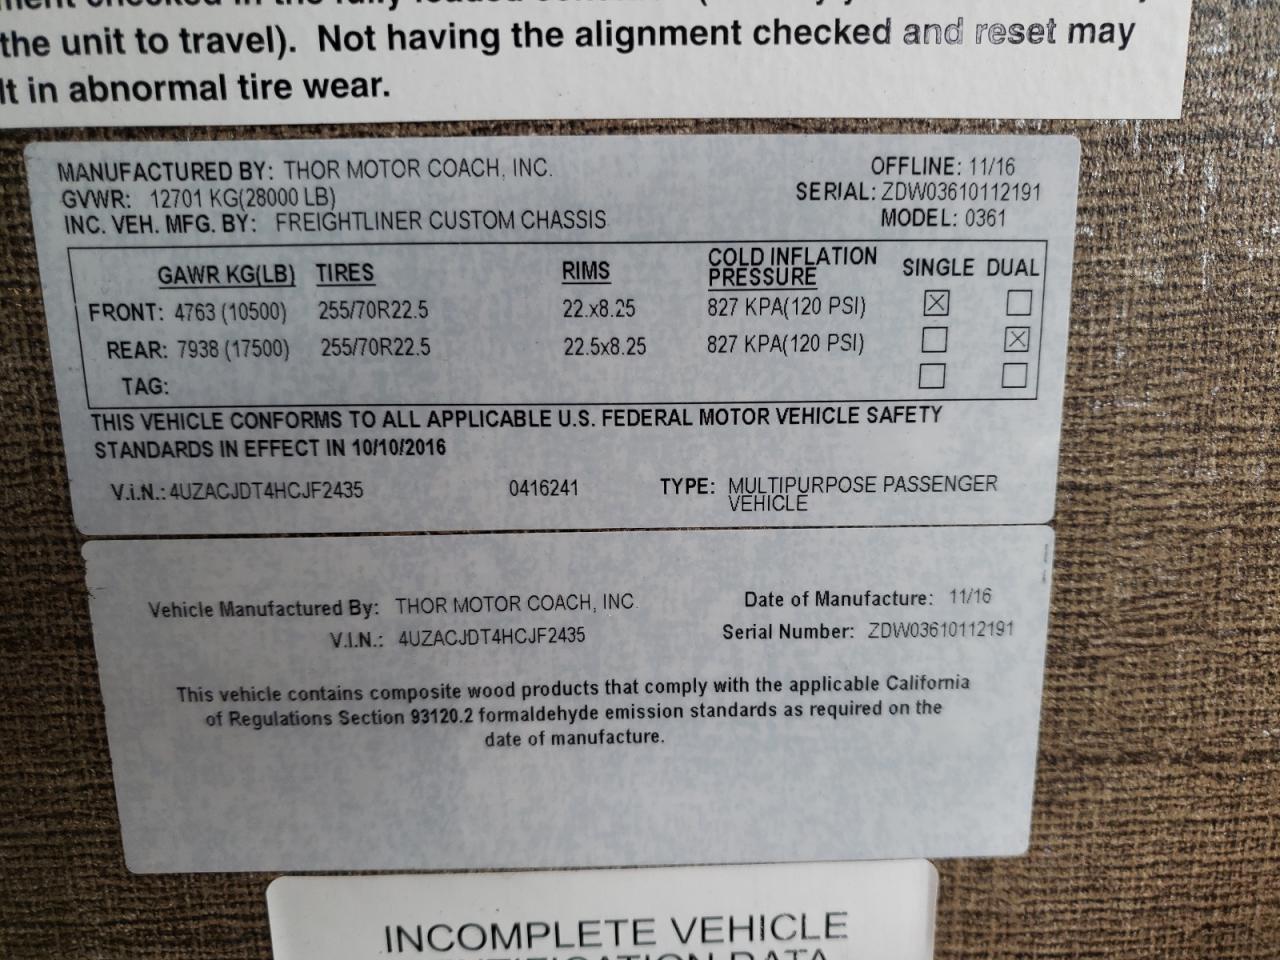 the unit to travel). Not having the alignment checked and reset may
lt in abnormal tire wear.
MANUFACTURED BY: THOR MOTOR COACH, INC.
OFFLINE: 11/16
GVWR: 12701 KG(28000 LB)
SERIAL: ZDW03610112191
INC. VEH. MFG. BY: FREIGHTLINER CUSTOM CHASSIS
MODEL: 0361
GAWR KG(LB) TIRES RIMS COLD INFLATION PRESSURE SINGLE DUAL
FRONT: 4763 (10500) 255/70R22.5 22.x8.25 827 KPA(120 PSI) ☒ ☐
REAR: 7938 (17500) 255/70R22.5 22.5x8.25 827 KPA(120 PSI) ☐ ☒
TAG: ☐ ☐
THIS VEHICLE CONFORMS TO ALL APPLICABLE U.S. FEDERAL MOTOR VEHICLE SAFETY
STANDARDS IN EFFECT IN 10/10/2016
V.i.N.: 4UZACJDT4HCJF2435 0416241 TYPE: MULTIPURPOSE PASSENGER
VEHICLE
Vehicle Manufactured By: THOR MOTOR COACH, INC.
Date of Manufacture: 11/16
V.I.N.: 4UZACJDT4HCJF2435
Serial Number: ZDW03610112191
This vehicle contains composite wood products that comply with the applicable California
of Regulations Section 93120.2 formaldehyde emission standards as required on the
date of manufacture.
INCOMPLETE VEHICLE